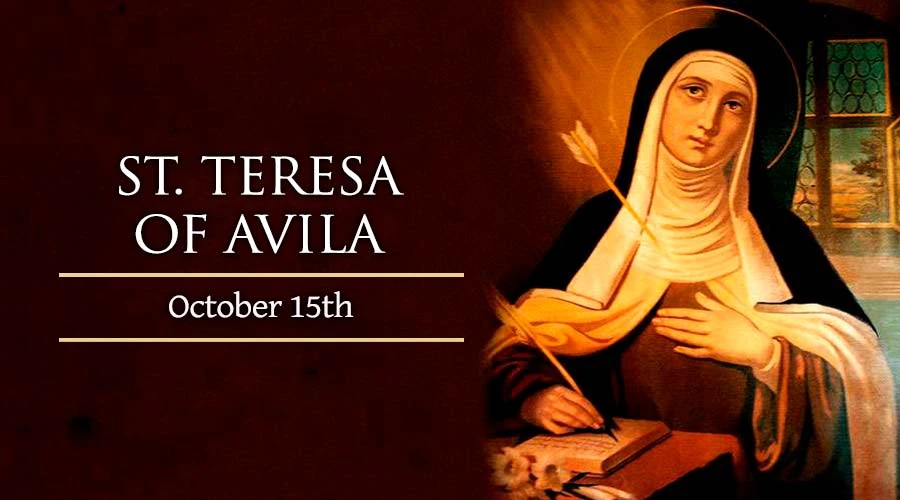 ST. TERESA
OF AVILA
October 15th